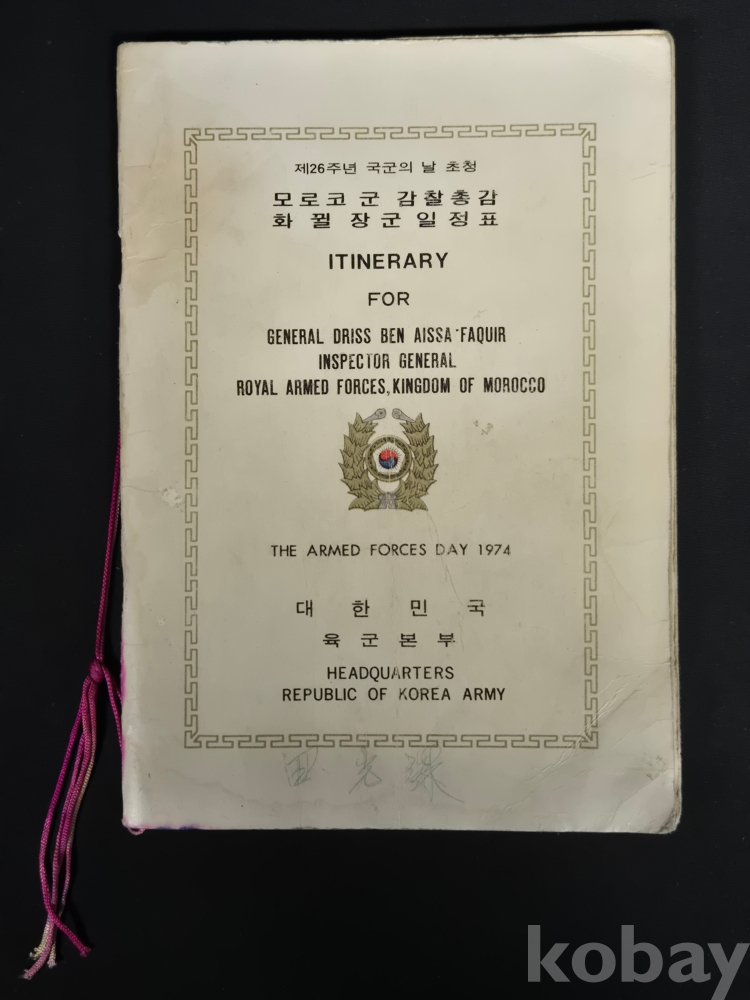 제26주년 국군의 날 초청
모로코 군 감찰총감
화 뀔 장군 일정표
ITINERARY
FOR
GENERAL DRISS BEN AISSA FAQUIR
INSPECTOR GENERAL
ROYAL ARMED FORCES, KINGDOM OF MOROCCO
THE ARMED FORCES DAY 1974
대 한 민 국
육 군 본 부
HEADQUARTERS
REPUBLIC OF KOREA ARMY
田 光 珠
kobay